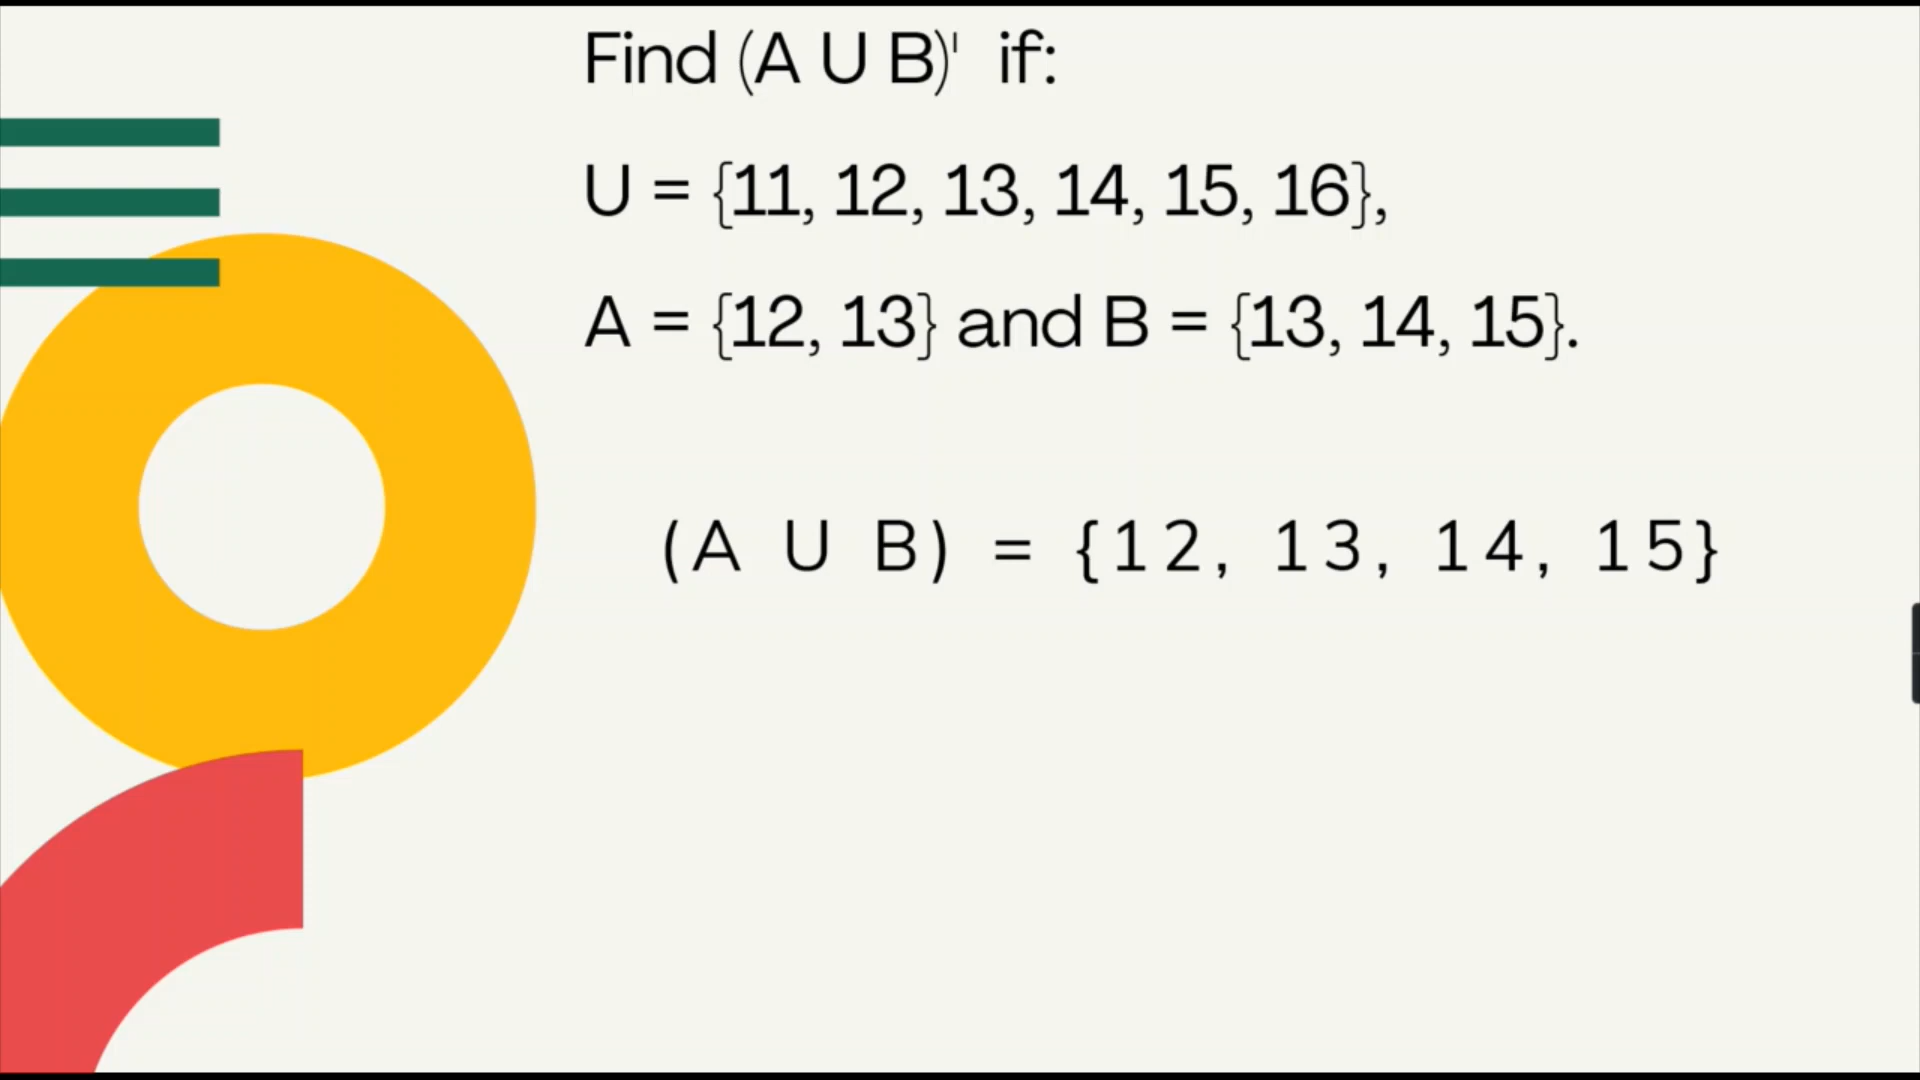 Find (A U B)' if:
U = {11, 12, 13, 14, 15, 16},
A = {12, 13} and B = {13, 14, 15}.
(A U B) = {12, 13, 14, 15}